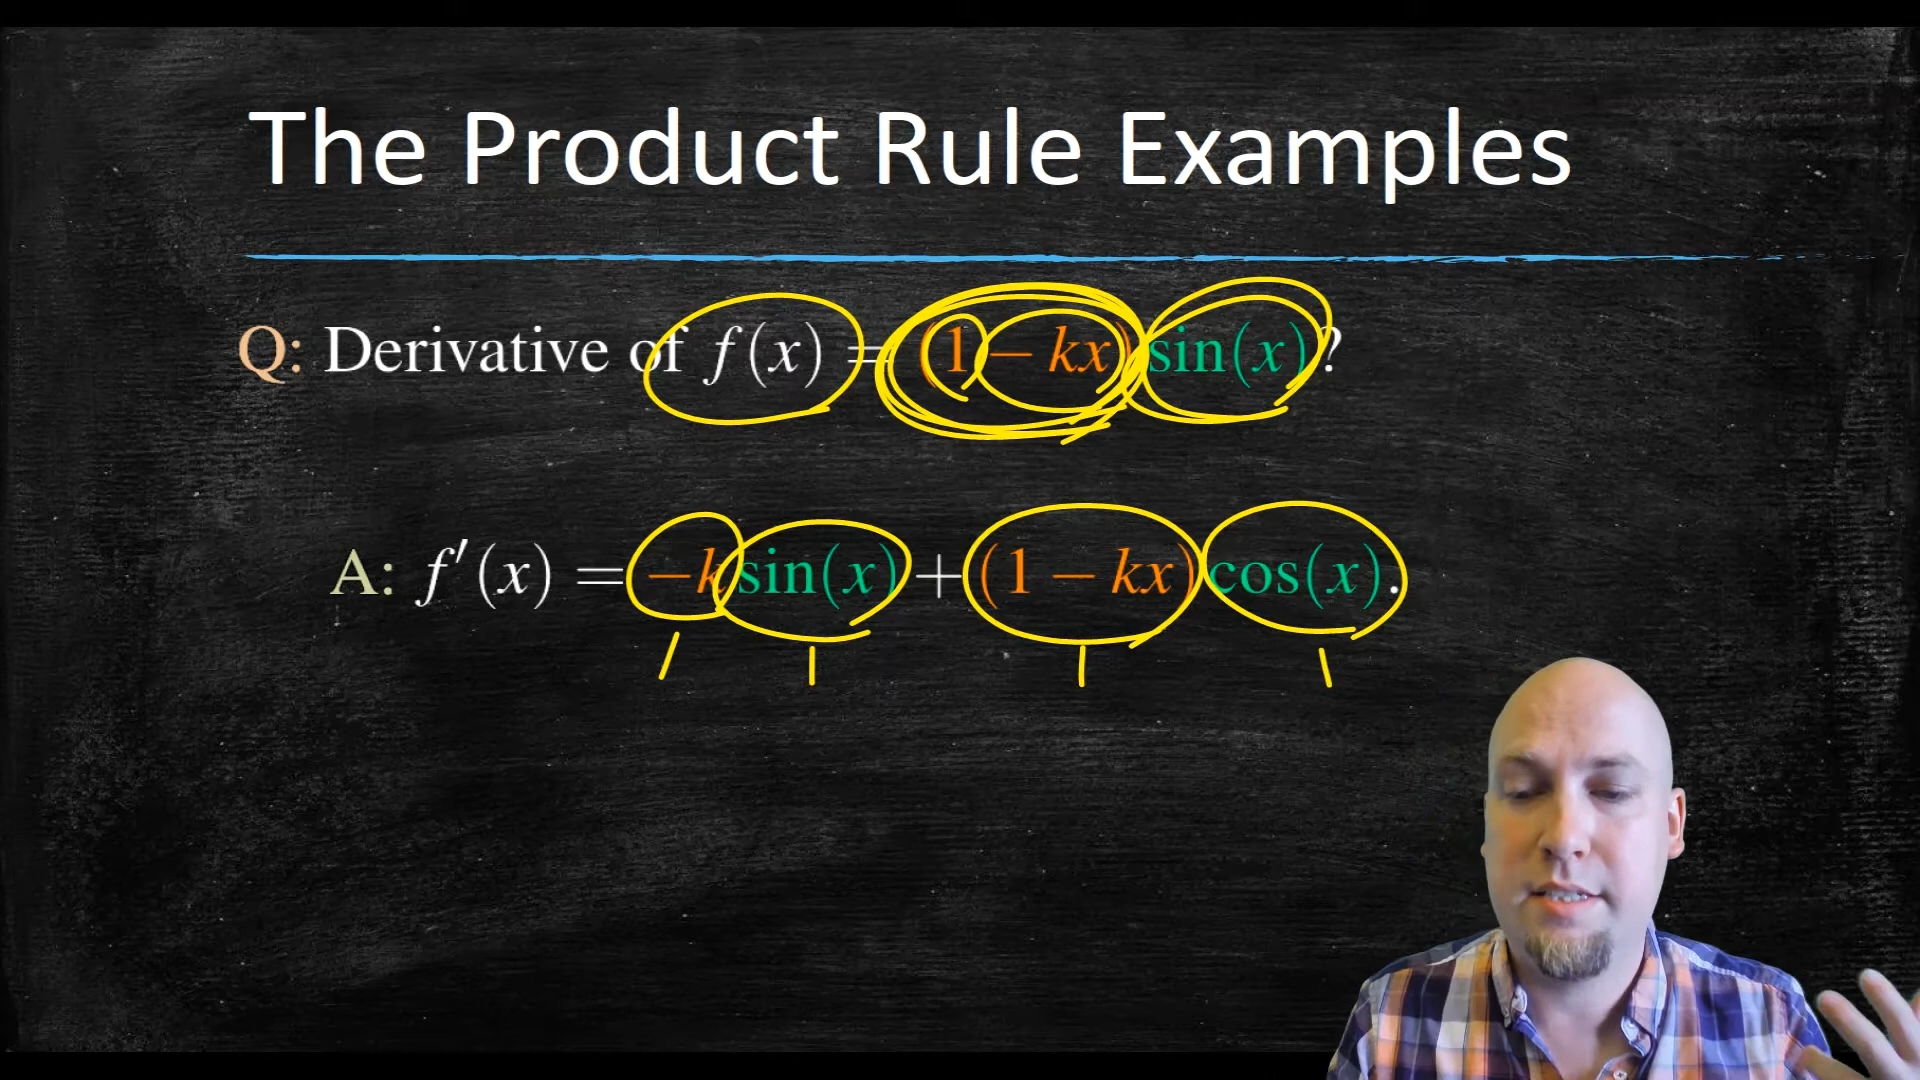 The Product Rule Examples
Q: Derivative of f(x) = (1 − kx) sin(x)?
A: f′(x) = −k sin(x) + (1 − kx) cos(x).